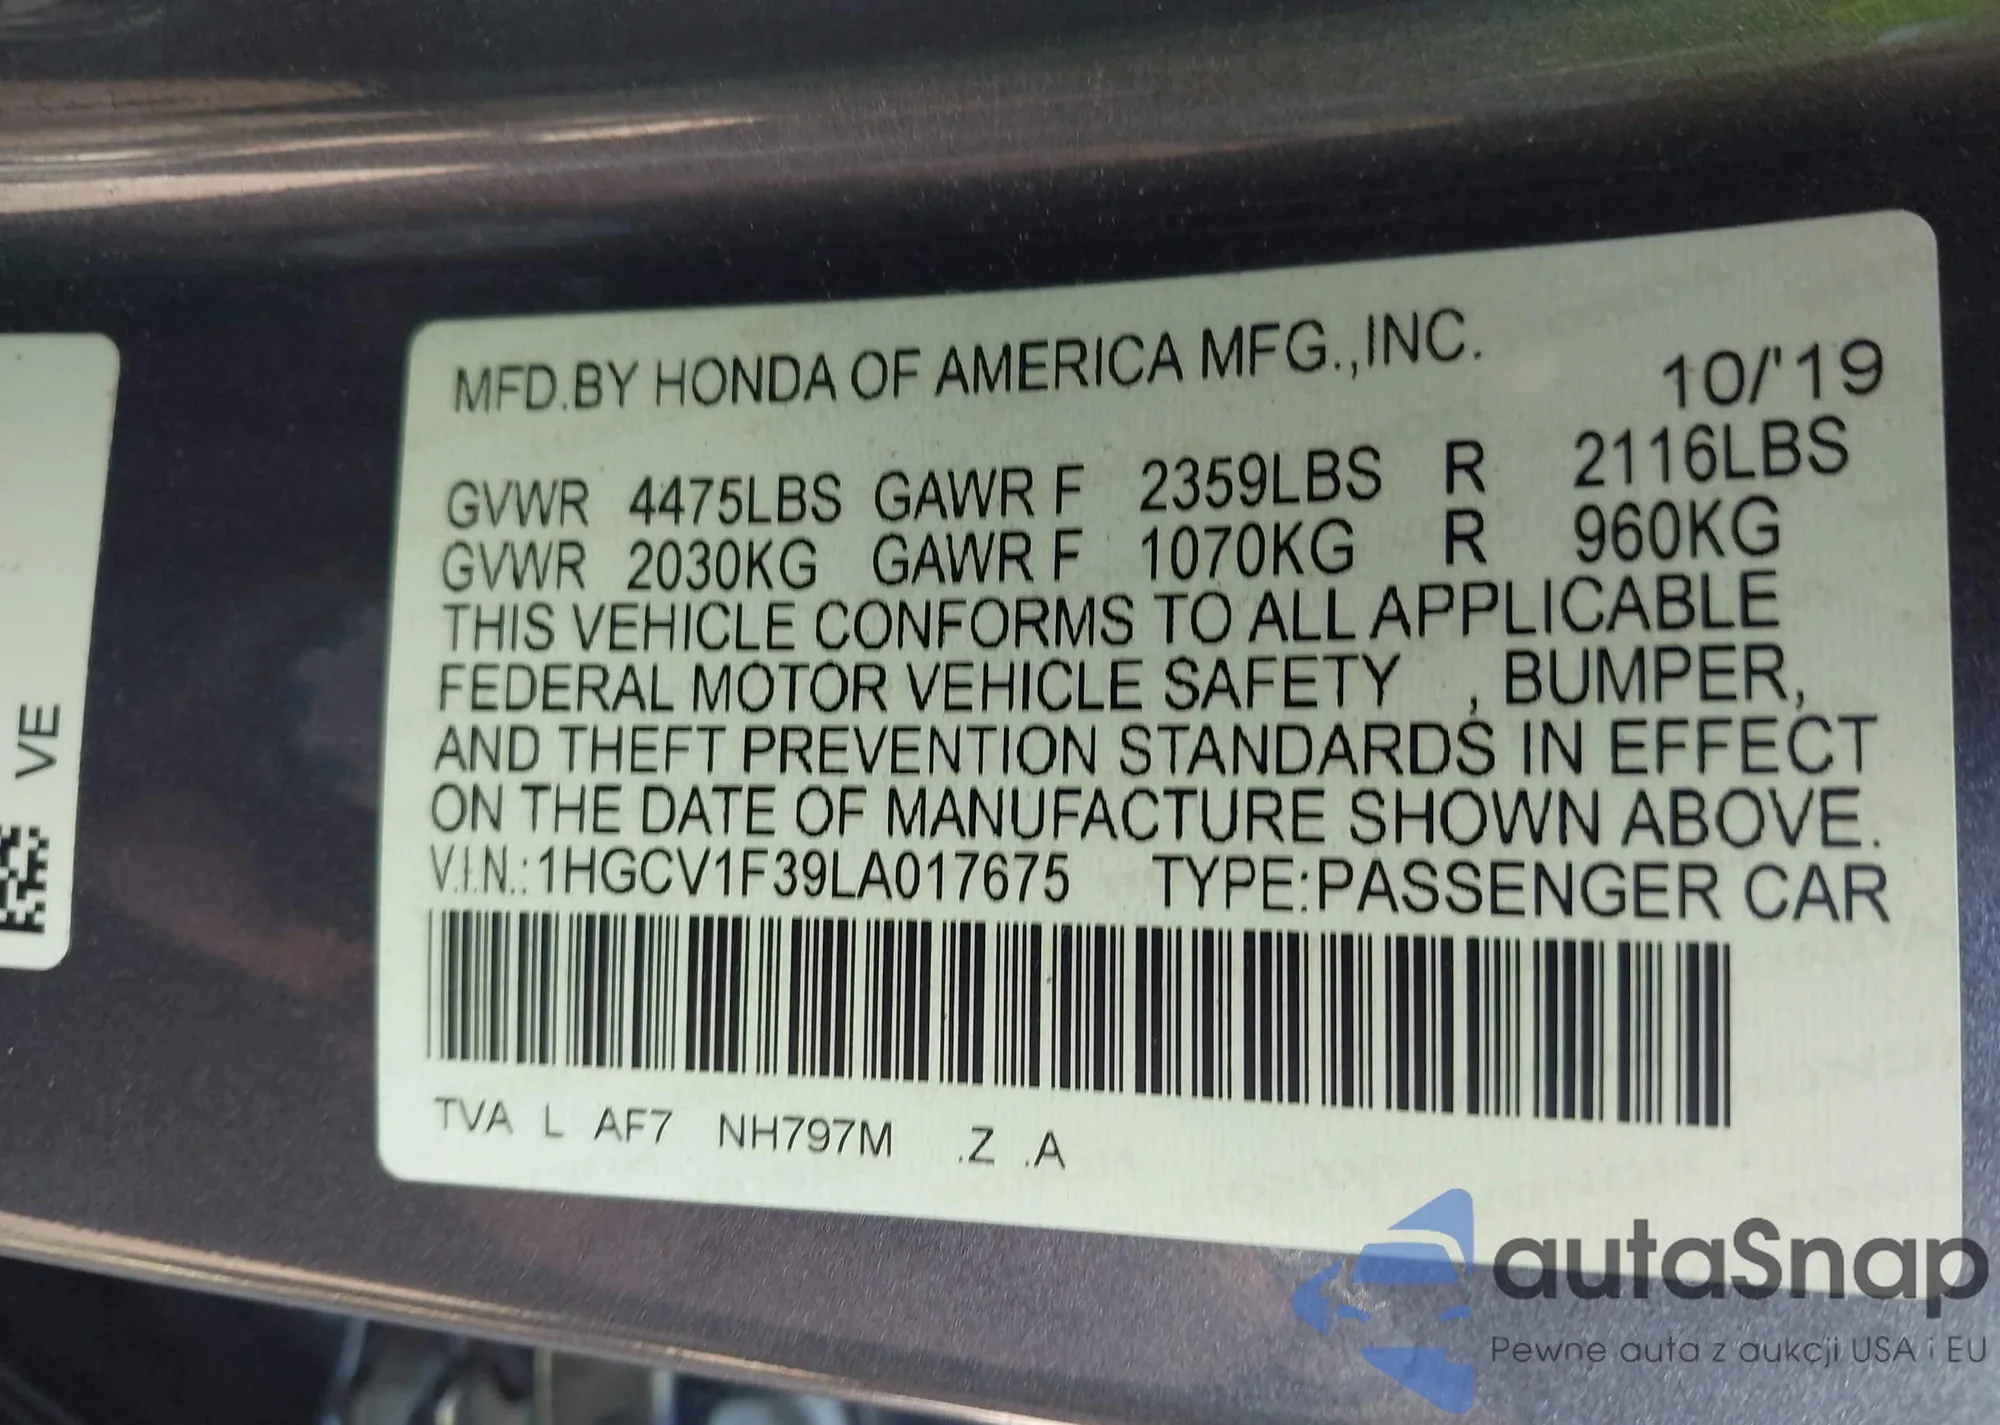 MFD.BY HONDA OF AMERICA MFG.,INC. 10/'19
GVWR 4475LBS GAWR F 2359LBS R 2116LBS
GVWR 2030KG GAWR F 1070KG R 960KG
THIS VEHICLE CONFORMS TO ALL APPLICABLE
FEDERAL MOTOR VEHICLE SAFETY , BUMPER,
AND THEFT PREVENTION STANDARDS IN EFFECT
ON THE DATE OF MANUFACTURE SHOWN ABOVE.
V.I.N.:1HGCV1F39LA017675 TYPE:PASSENGER CAR
TVA L AF7 NH797M .Z .A
VE
autaSnap
Pewne auta z aukcji USA i EU